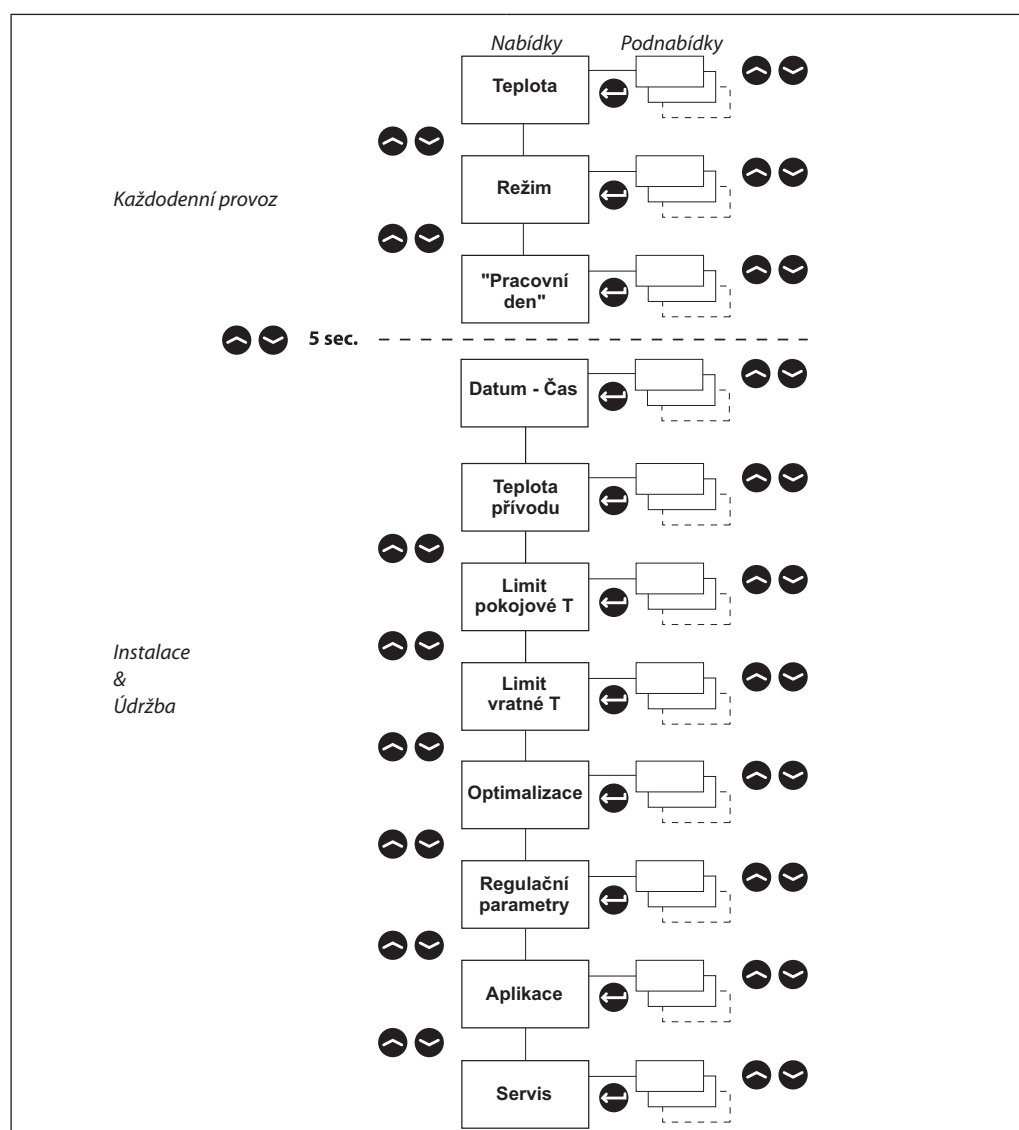 Nabídky Podnabídky
Teplota
Režim
Každodenní provoz
"Pracovní
den"
5 sec.
Datum - Čas
Teplota
přívodu
Limit
pokojové T
Instalace
&
Údržba
Limit
vratné T
Optimalizace
Regulační
parametry
Aplikace
Servis